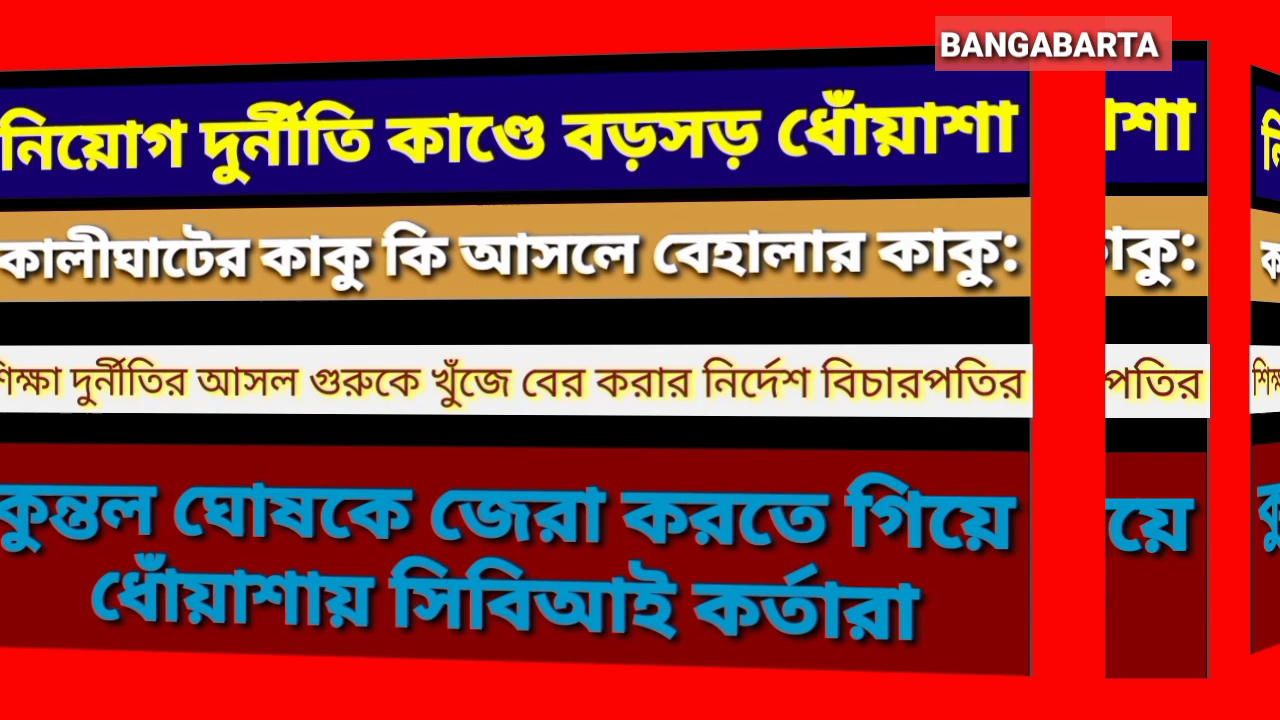 BANGABARTA
নিয়োগ দুর্নীতি কাণ্ডে বড়সড় ধোঁয়াশা
কালীঘাটের কাকু কি আসলে বেহালার কাকু:
শিক্ষা দুর্নীতির আসল গুরুকে খুঁজে বের করার নির্দেশ বিচারপতির
কুন্তল ঘোষকে জেরা করতে গিয়ে
ধোঁয়াশায় সিবিআই কর্তারা